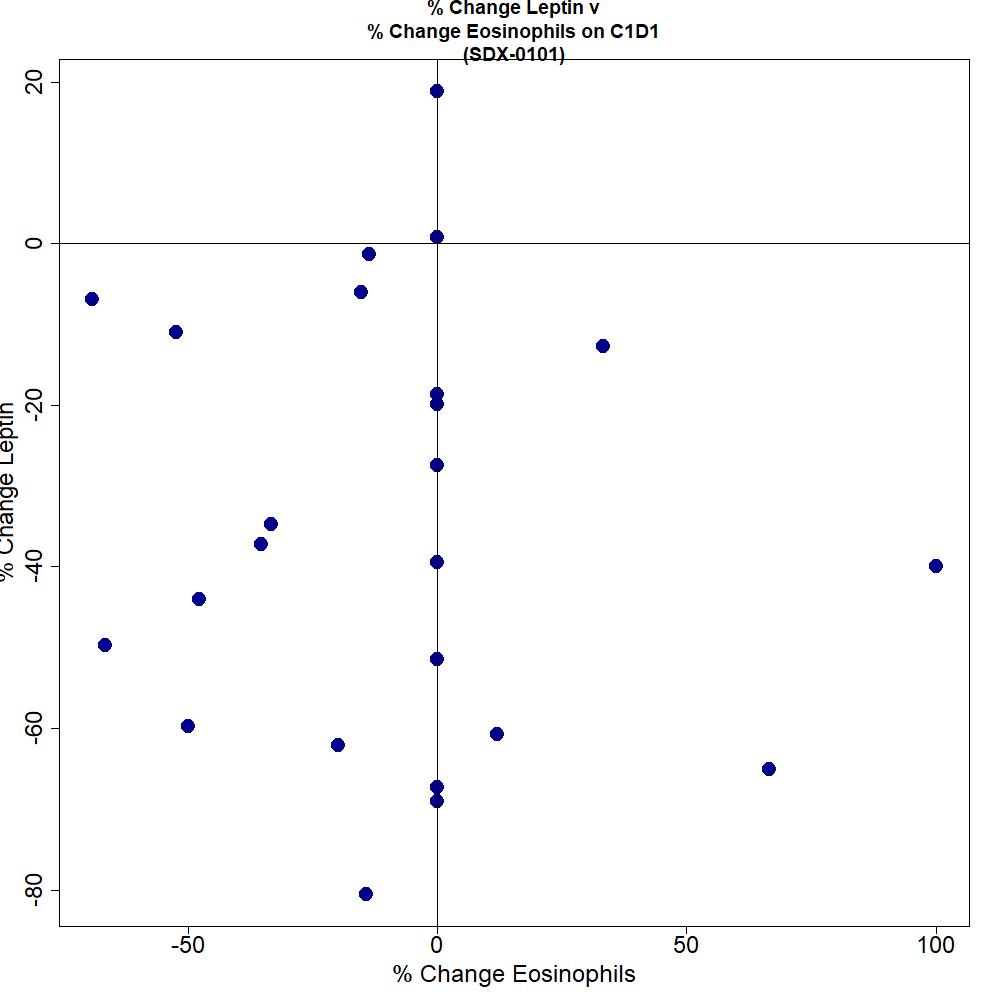 % Change Leptin v
% Change Eosinophils on C1D1
(SDX-0101)
20
0
-20
-40
-60
-80
% Change Leptin
-50
0
50
100
% Change Eosinophils